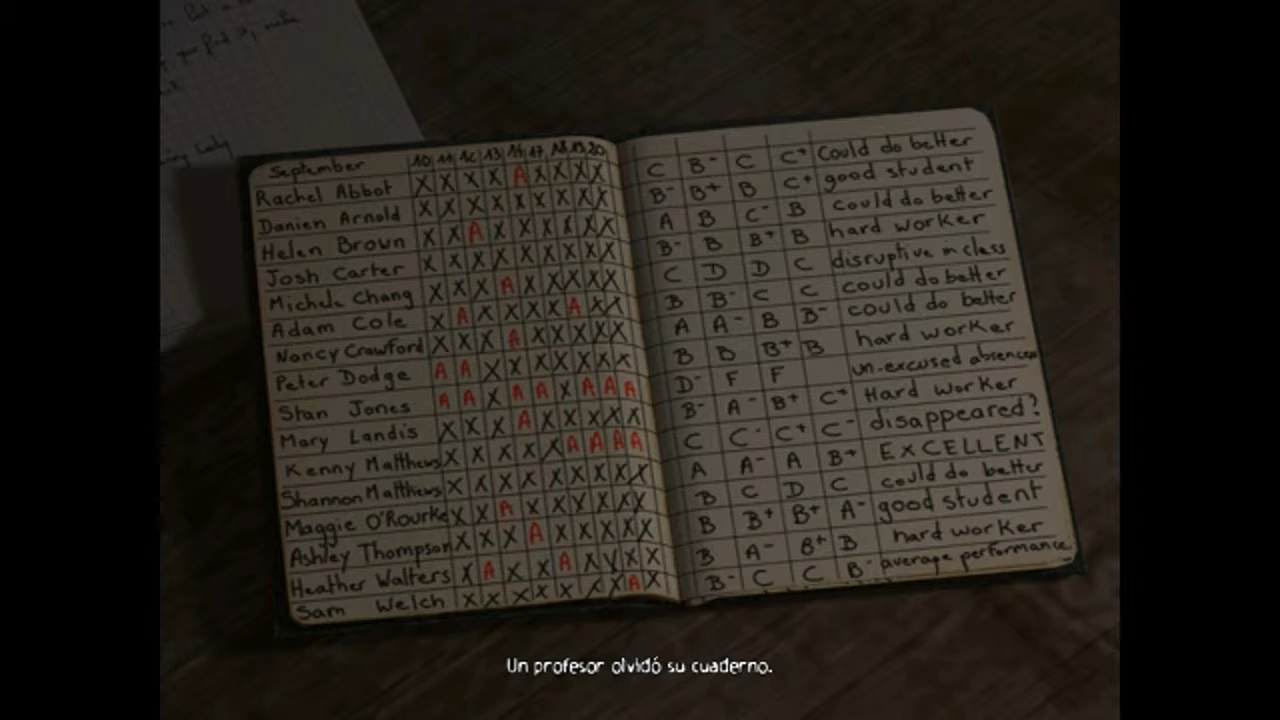 September 10 11 12 13 14 17 18 19 20
Rachel Abbot X X X X A X X X X C B- C C+ Could do better
Danien Arnold X X X X X X X X X B- B+ B C+ good student
Helen Brown X X A X X X X X X A B C- B could do better
Josh Carter X X X X X X X X X B- B B+ B hard worker
Michele Chang X X X A X X X X X C D D C disruptive in class
Adam Cole X A X X X X A X X B B- C C could do better
Nancy Crawford X X X A X X X X X A A- B B- could do better
Peter Dodge A A X X X X X X X B B B+ B hard worker
Stan Jones A A X A A X A A A D- F F un-excused absences
Mary Landis X X X A X X X X X B- A- B+ C+ Hard worker
Kenny Matthews X X X X X A A A A C C- C+ C- disappeared?
Shannon Matthews X X X X X X X X X A A- A B+ EXCELLENT
Maggie O'Rourke X X A X X X X X X B C D C could do better
Ashley Thompson X X X A X X X X X B B+ B+ A- good student
Heather Walters X A X X A X X X X B A- B+ B hard worker
Sam Welch X X X X X X X A X B- C C B- average performance
Un profesor olvidó su cuaderno.